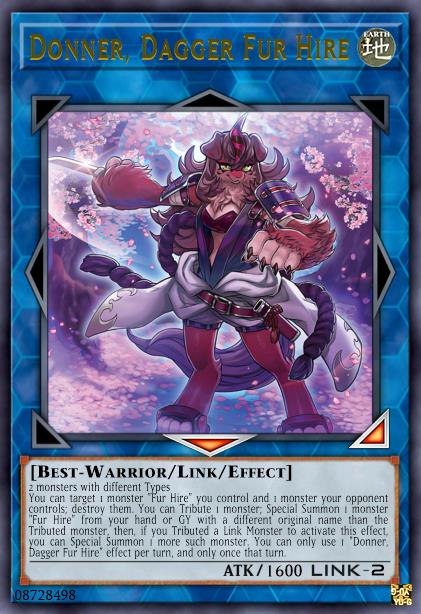 Donner, Dagger Fur Hire
EARTH
地
[Best-Warrior/Link/Effect]
2 monsters with different Types
You can target 1 monster "Fur Hire" you control and 1 monster your opponent
controls; destroy them. You can Tribute 1 monster; Special Summon 1 monster
"Fur Hire" from your hand or GY with a different original name than the
Tributed monster, then, if you Tributed a Link Monster to activate this effect,
you can Special Summon 1 more such monster. You can only use 1 "Donner,
Dagger Fur Hire" effect per turn, and only once that turn.
ATK/1600 LINK-2
08728498